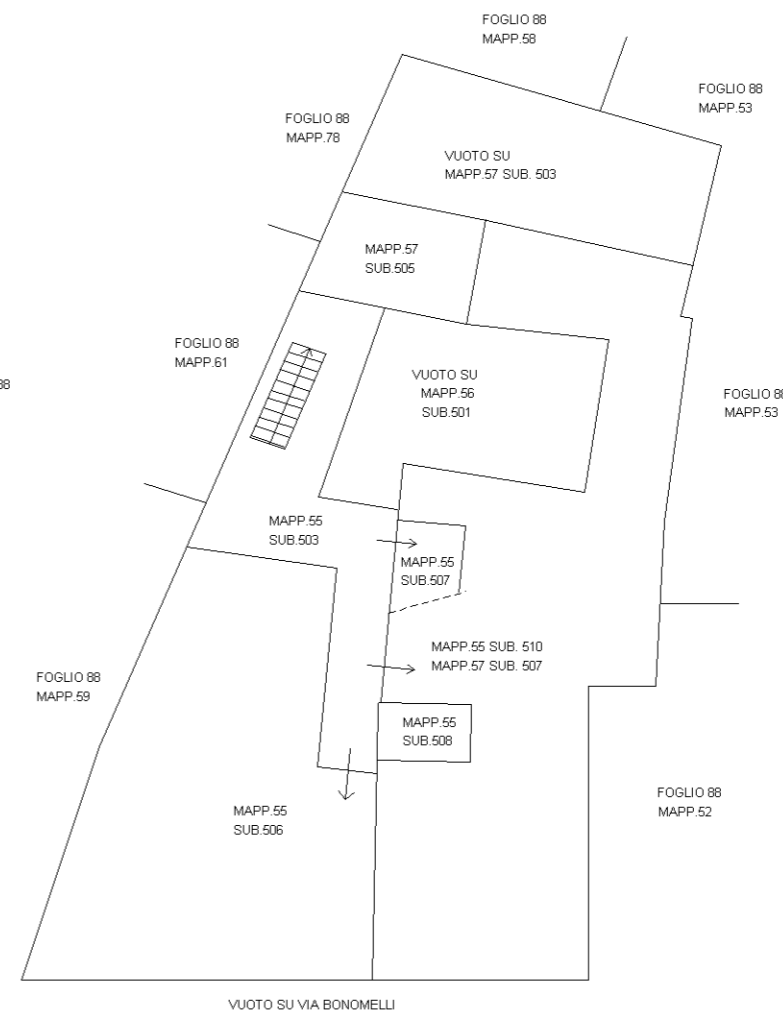 FOGLIO 88
MAPP.58
FOGLIO 88
MAPP.53
FOGLIO 88
MAPP.78
VUOTO SU
MAPP.57 SUB. 503
MAPP.57
SUB.505
FOGLIO 88
MAPP.61
88
VUOTO SU
MAPP.56
SUB.501
FOGLIO 88
MAPP.53
MAPP.55
SUB.503
MAPP.55
SUB.507
MAPP.55 SUB. 510
MAPP.57 SUB. 507
FOGLIO 88
MAPP.59
MAPP.55
SUB.508
FOGLIO 88
MAPP.52
MAPP.55
SUB.506
VUOTO SU VIA BONOMELLI